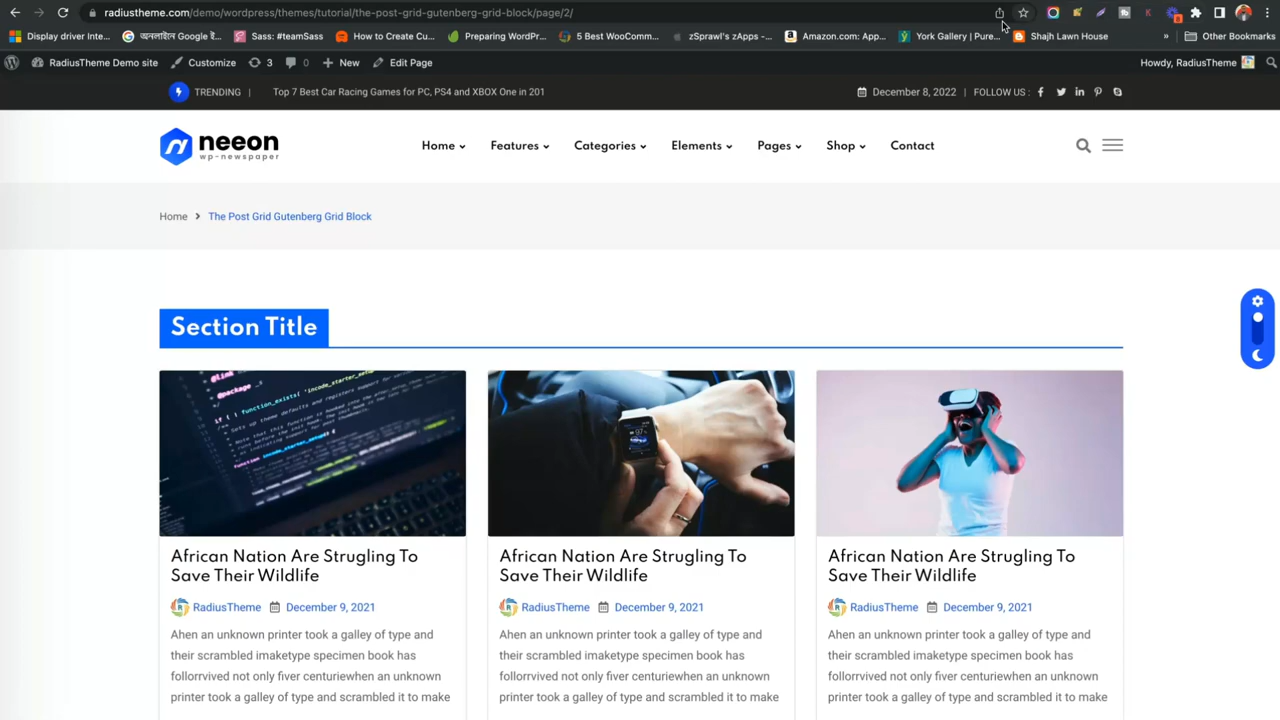 radiustheme.com/demo/wordpress/themes/tutorial/the-post-grid-gutenberg-grid-block/page/2/
Display driver Inte... অনলাইনে Google ই... Sass: #teamSass How to Create Cu... Preparing WordPr... 5 Best WooComm... zSprawl's zApps -... Amazon.com: App... York Gallery | Pure... Shajh Lawn House » Other Bookmarks
RadiusTheme Demo site Customize 3 0 New Edit Page Howdy, RadiusTheme
TRENDING | Top 7 Best Car Racing Games for PC, PS4 and XBOX One in 201 December 8, 2022 | FOLLOW US :
neeon
wp-newspaper
Home Features Categories Elements Pages Shop Contact
Home > The Post Grid Gutenberg Grid Block
Section Title
African Nation Are Strugling To
Save Their Wildlife
RadiusTheme December 9, 2021
Ahen an unknown printer took a galley of type and
their scrambled imaketype specimen book has
follorrvived not only fiver centuriewhen an unknown
printer took a galley of type and scrambled it to make
African Nation Are Strugling To
Save Their Wildlife
RadiusTheme December 9, 2021
Ahen an unknown printer took a galley of type and
their scrambled imaketype specimen book has
follorrvived not only fiver centuriewhen an unknown
printer took a galley of type and scrambled it to make
African Nation Are Strugling To
Save Their Wildlife
RadiusTheme December 9, 2021
Ahen an unknown printer took a galley of type and
their scrambled imaketype specimen book has
follorrvived not only fiver centuriewhen an unknown
printer took a galley of type and scrambled it to make